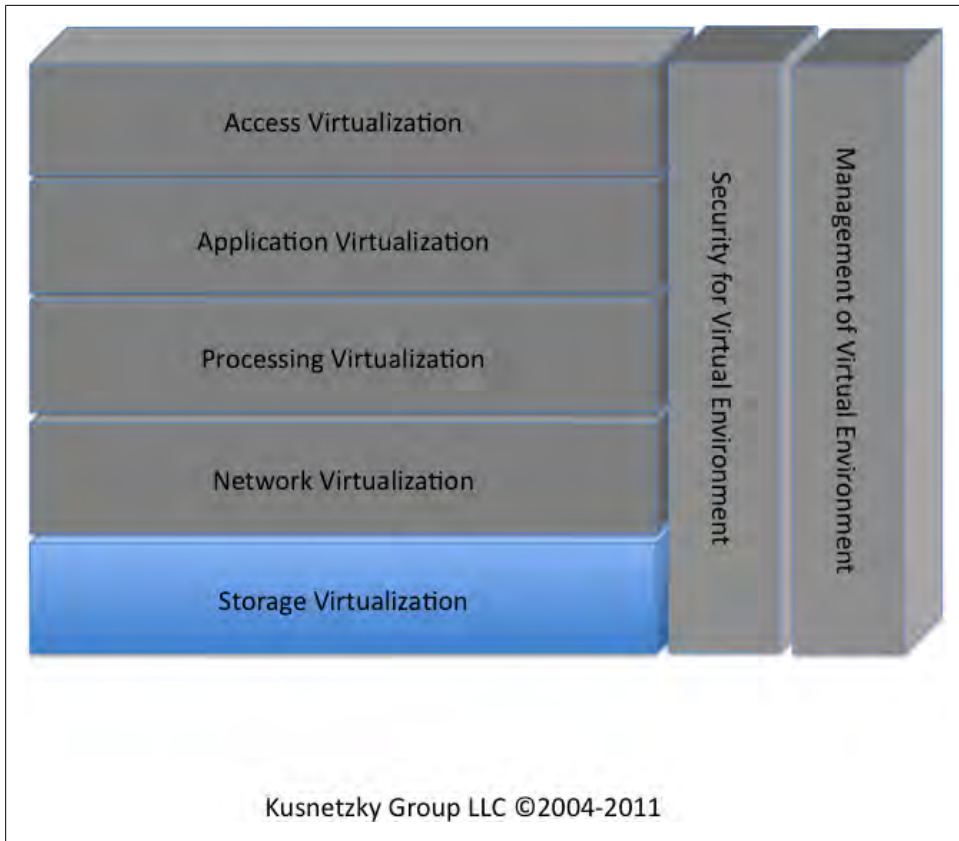 Access Virtualization
Application Virtualization
Processing Virtualization
Network Virtualization
Storage Virtualization
Security for Virtual Environment
Management of Virtual Environment
Kusnetzky Group LLC ©2004-2011